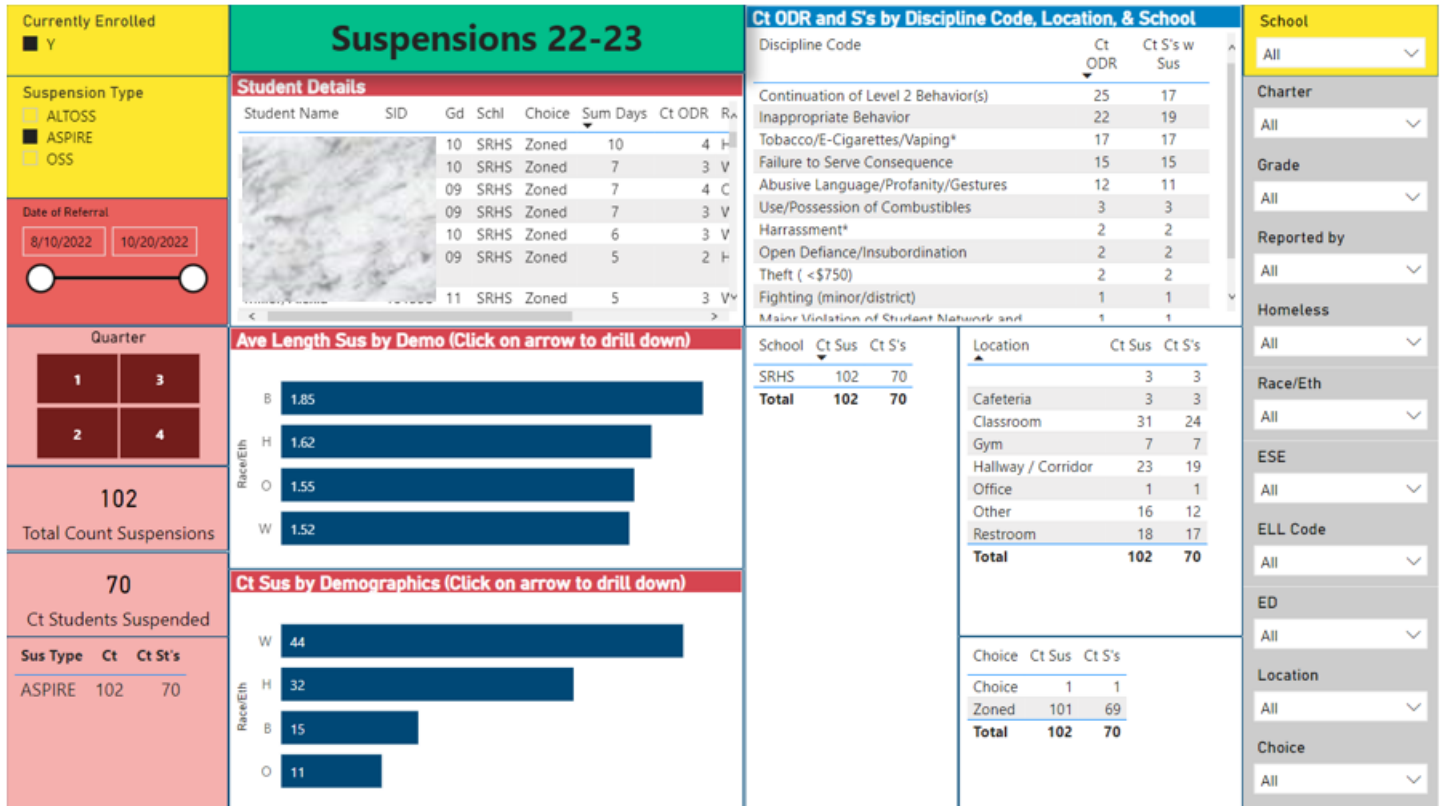 Currently Enrolled
Y
Suspension Type
ALTOSS
ASPIRE
OSS
Date of Referral
8/10/2022 10/20/2022
Quarter
1 3
2 4
102
Total Count Suspensions
70
Ct Students Suspended
Sus Type Ct Ct St's
ASPIRE 102 70
Suspensions 22-23
Student Details
Student Name SID Gd Schl Choice Sum Days Ct ODR
10 SRHS Zoned 10 4 H
10 SRHS Zoned 7 3
09 SRHS Zoned 7 4
09 SRHS Zoned 7 3
10 SRHS Zoned 6 3
09 SRHS Zoned 5 2 H
11 SRHS Zoned 5 3
Ave Length Sus by Demo (Click on arrow to drill down)
Race/Eth
B 1.85
H 1.62
O 1.55
W 1.52
Ct Sus by Demographics (Click on arrow to drill down)
Race/Eth
W 44
H 32
B 15
O 11
Ct ODR and S's by Discipline Code, Location, & School
Discipline Code Ct ODR Ct S's w Sus
Continuation of Level 2 Behavior(s) 25 17
Inappropriate Behavior 22 19
Tobacco/E-Cigarettes/Vaping* 17 17
Failure to Serve Consequence 15 15
Abusive Language/Profanity/Gestures 12 11
Use/Possession of Combustibles 3 3
Harrassment* 2 2
Open Defiance/Insubordination 2 2
Theft ( <$750) 2 2
Fighting (minor/district) 1 1
Major Violation of Student Network and 1 1
School Ct Sus Ct S's
SRHS 102 70
Total 102 70
Location Ct Sus Ct S's
3 3
Cafeteria 3 3
Classroom 31 24
Gym 7 7
Hallway / Corridor 23 19
Office 1 1
Other 16 12
Restroom 18 17
Total 102 70
Choice Ct Sus Ct S's
Choice 1 1
Zoned 101 69
Total 102 70
School
All
Charter
All
Grade
All
Reported by
All
Homeless
All
Race/Eth
All
ESE
All
ELL Code
All
ED
All
Location
All
Choice
All